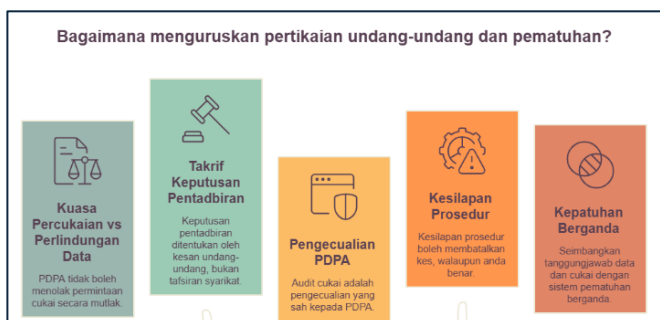 Bagaimana menguruskan pertikaian undang-undang dan pematuhan?
Kuasa
Percukaian vs
Perlindungan
Data
PDPA tidak boleh
menolak permintaan
cukai secara mutlak.
Takrif
Keputusan
Pentadbiran
Keputusan
pentadbiran
ditentukan oleh
kesan undang-
undang, bukan
tafsiran syarikat.
Pengecualian
PDPA
Audit cukai adalah
pengecualian yang
sah kepada PDPA.
Kesilapan
Prosedur
Kesilapan prosedur
boleh membatalkan
kes, walaupun anda
benar.
Kepatuhan
Berganda
Seimbangkan
tanggungjawab data
dan cukai dengan
sistem pematuhan
berganda.